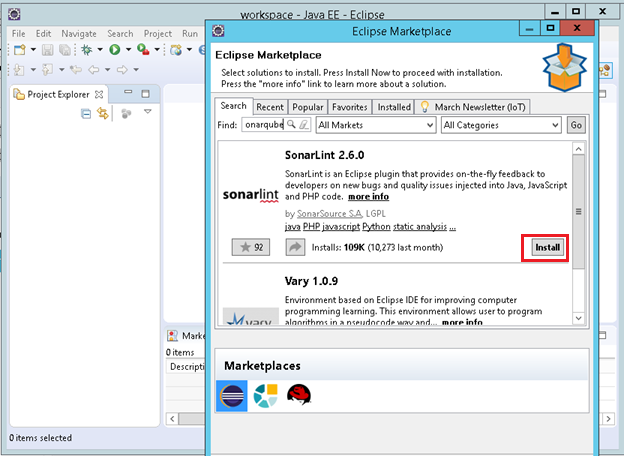 workspace - Java EE - Eclipse
File Edit Navigate Search Project Run
Project Explorer
Eclipse Marketplace
Eclipse Marketplace
Select solutions to install. Press Install Now to proceed with installation.
Press the "more info" link to learn more about a solution.
Search Recent Popular Favorites Installed March Newsletter (IoT)
Find: onarqube All Markets All Categories Go
SonarLint 2.6.0
SonarLint is an Eclipse plugin that provides on-the-fly feedback to
developers on new bugs and quality issues injected into Java, JavaScript
and PHP code. more info
sonarlint
by SonarSource S.A, LGPL
java PHP javascript Python static analysis ...
92 Installs: 109K (10,273 last month) Install
Vary 1.0.9
Environment based on Eclipse IDE for improving computer
programming learning. This environment allows user to program
algorithms in a pseudocode way and... more info
vary
Marketplaces
Marke
0 items
Descripti
0 items selected